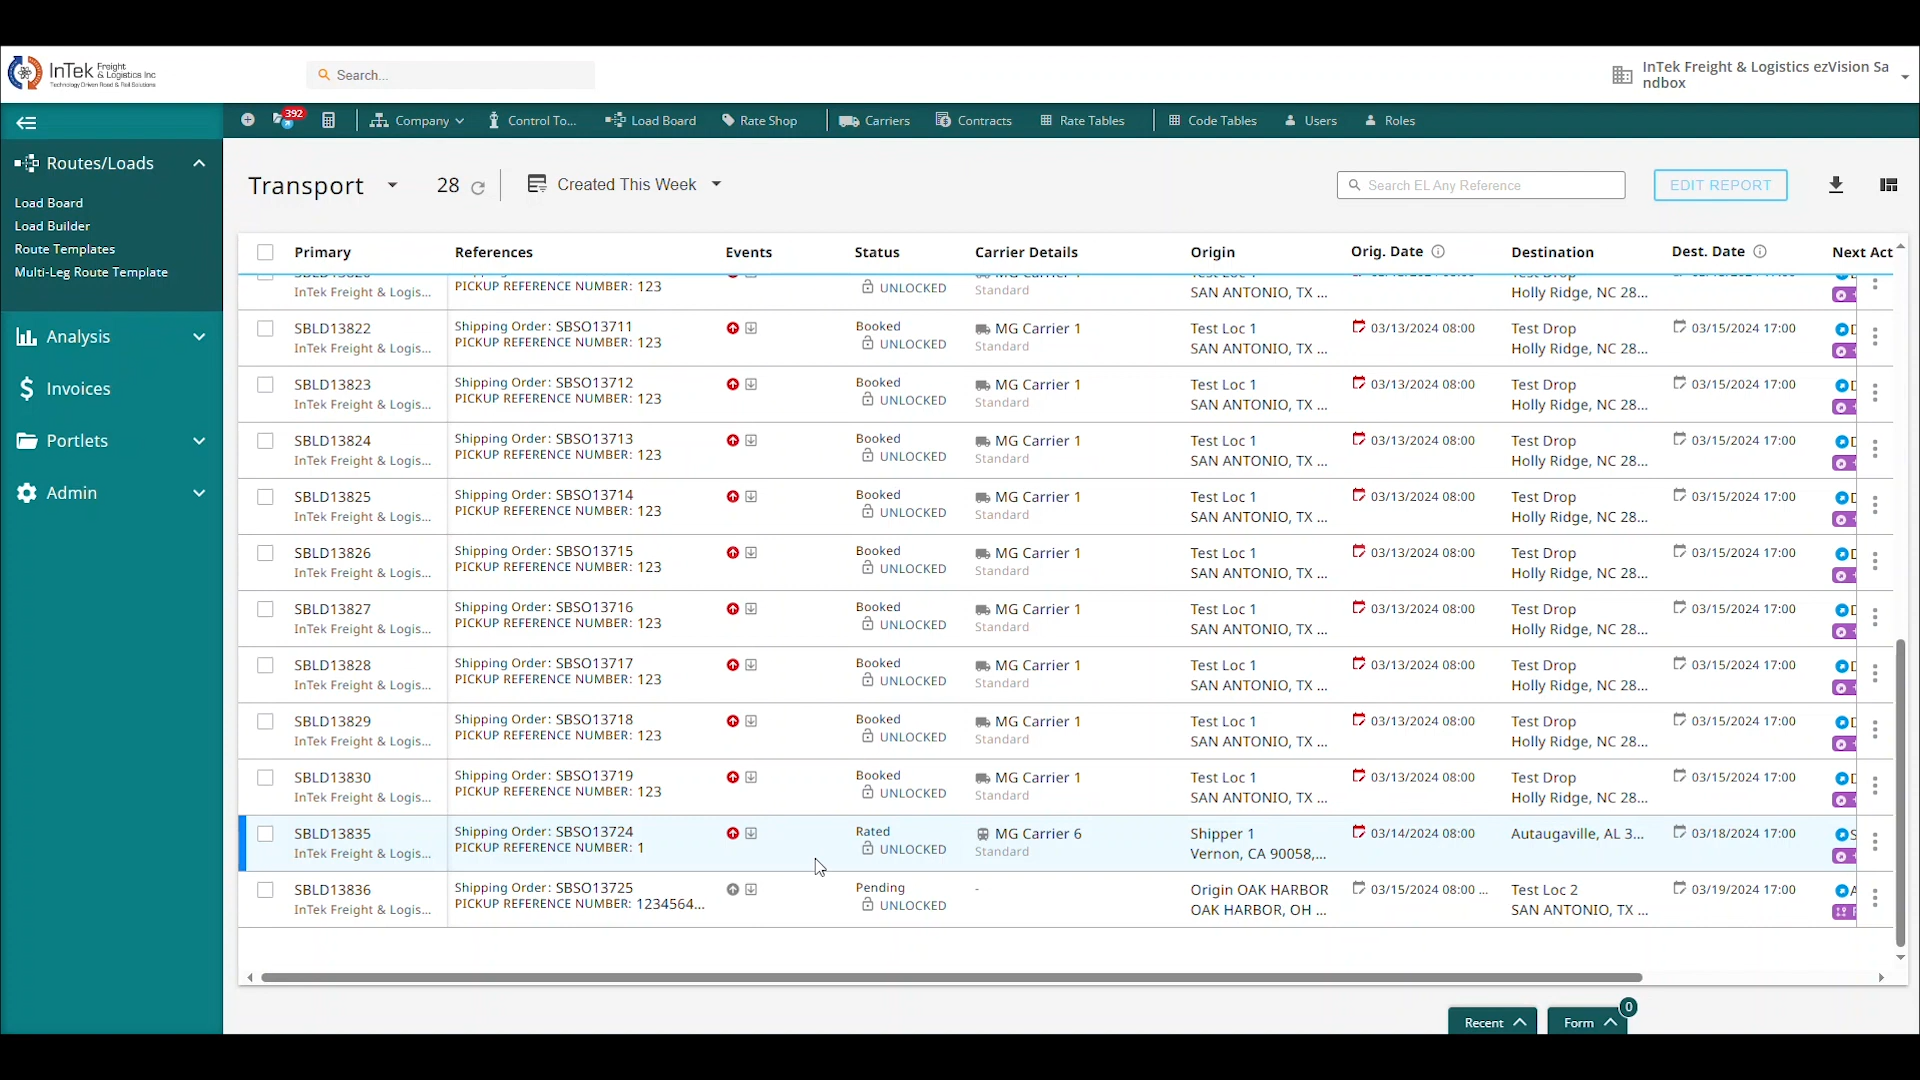 InTek Freight & Logistics Inc
Technology Driven Road & Rail Solutions
Search...
InTek Freight & Logistics ezVision Sa
ndbox
392
Company
Control To...
Load Board
Rate Shop
Carriers
Contracts
Rate Tables
Code Tables
Users
Roles
Routes/Loads
Load Board
Load Builder
Route Templates
Multi-Leg Route Template
Analysis
Invoices
Portlets
Admin
Transport 28 Created This Week
Search EL Any Reference
EDIT REPORT
Primary References Events Status Carrier Details Origin Orig. Date Destination Dest. Date Next Act
InTek Freight & Logis... PICKUP REFERENCE NUMBER: 123 UNLOCKED Standard SAN ANTONIO, TX ... Holly Ridge, NC 28...
SBLD13822 Shipping Order: SBSO13711 Booked MG Carrier 1 Test Loc 1 03/13/2024 08:00 Test Drop 03/15/2024 17:00
InTek Freight & Logis... PICKUP REFERENCE NUMBER: 123 UNLOCKED Standard SAN ANTONIO, TX ... Holly Ridge, NC 28...
SBLD13823 Shipping Order: SBSO13712 Booked MG Carrier 1 Test Loc 1 03/13/2024 08:00 Test Drop 03/15/2024 17:00
InTek Freight & Logis... PICKUP REFERENCE NUMBER: 123 UNLOCKED Standard SAN ANTONIO, TX ... Holly Ridge, NC 28...
SBLD13824 Shipping Order: SBSO13713 Booked MG Carrier 1 Test Loc 1 03/13/2024 08:00 Test Drop 03/15/2024 17:00
InTek Freight & Logis... PICKUP REFERENCE NUMBER: 123 UNLOCKED Standard SAN ANTONIO, TX ... Holly Ridge, NC 28...
SBLD13825 Shipping Order: SBSO13714 Booked MG Carrier 1 Test Loc 1 03/13/2024 08:00 Test Drop 03/15/2024 17:00
InTek Freight & Logis... PICKUP REFERENCE NUMBER: 123 UNLOCKED Standard SAN ANTONIO, TX ... Holly Ridge, NC 28...
SBLD13826 Shipping Order: SBSO13715 Booked MG Carrier 1 Test Loc 1 03/13/2024 08:00 Test Drop 03/15/2024 17:00
InTek Freight & Logis... PICKUP REFERENCE NUMBER: 123 UNLOCKED Standard SAN ANTONIO, TX ... Holly Ridge, NC 28...
SBLD13827 Shipping Order: SBSO13716 Booked MG Carrier 1 Test Loc 1 03/13/2024 08:00 Test Drop 03/15/2024 17:00
InTek Freight & Logis... PICKUP REFERENCE NUMBER: 123 UNLOCKED Standard SAN ANTONIO, TX ... Holly Ridge, NC 28...
SBLD13828 Shipping Order: SBSO13717 Booked MG Carrier 1 Test Loc 1 03/13/2024 08:00 Test Drop 03/15/2024 17:00
InTek Freight & Logis... PICKUP REFERENCE NUMBER: 123 UNLOCKED Standard SAN ANTONIO, TX ... Holly Ridge, NC 28...
SBLD13829 Shipping Order: SBSO13718 Booked MG Carrier 1 Test Loc 1 03/13/2024 08:00 Test Drop 03/15/2024 17:00
InTek Freight & Logis... PICKUP REFERENCE NUMBER: 123 UNLOCKED Standard SAN ANTONIO, TX ... Holly Ridge, NC 28...
SBLD13830 Shipping Order: SBSO13719 Booked MG Carrier 1 Test Loc 1 03/13/2024 08:00 Test Drop 03/15/2024 17:00
InTek Freight & Logis... PICKUP REFERENCE NUMBER: 123 UNLOCKED Standard SAN ANTONIO, TX ... Holly Ridge, NC 28...
SBLD13835 Shipping Order: SBSO13724 Rated MG Carrier 6 Shipper 1 03/14/2024 08:00 Autaugaville, AL 3... 03/18/2024 17:00
InTek Freight & Logis... PICKUP REFERENCE NUMBER: 1 UNLOCKED Standard Vernon, CA 90058,...
SBLD13836 Shipping Order: SBSO13725 Pending - Origin OAK HARBOR 03/15/2024 08:00 ... Test Loc 2 03/19/2024 17:00
InTek Freight & Logis... PICKUP REFERENCE NUMBER: 1234564... UNLOCKED OAK HARBOR, OH ... SAN ANTONIO, TX ...
Recent
Form 0